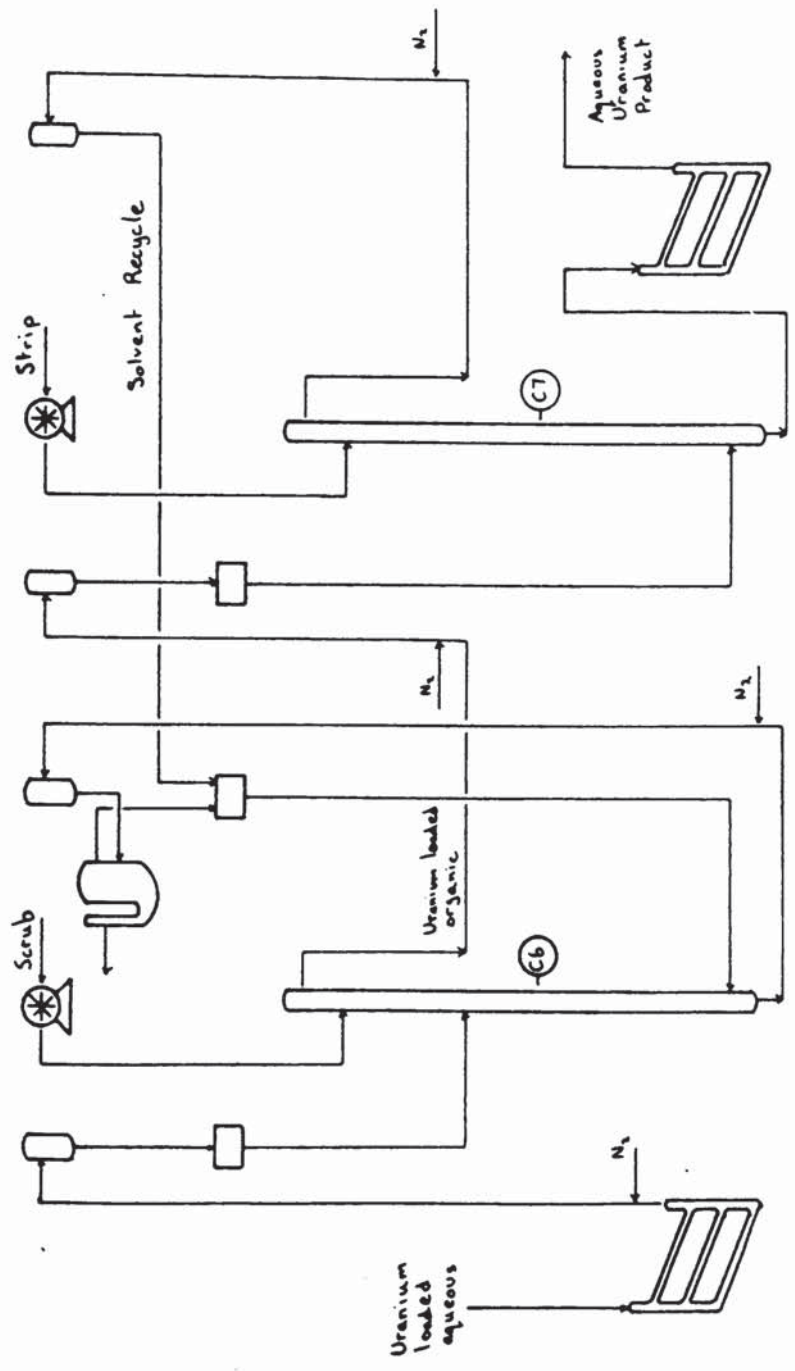 Uranium
loaded
aqueous
N₂
Scrub
C6
Uranium loaded
organic
N₂
N₂
Solvent Recycle
Strip
C7
N₂
Aqueous
Uranium
Product